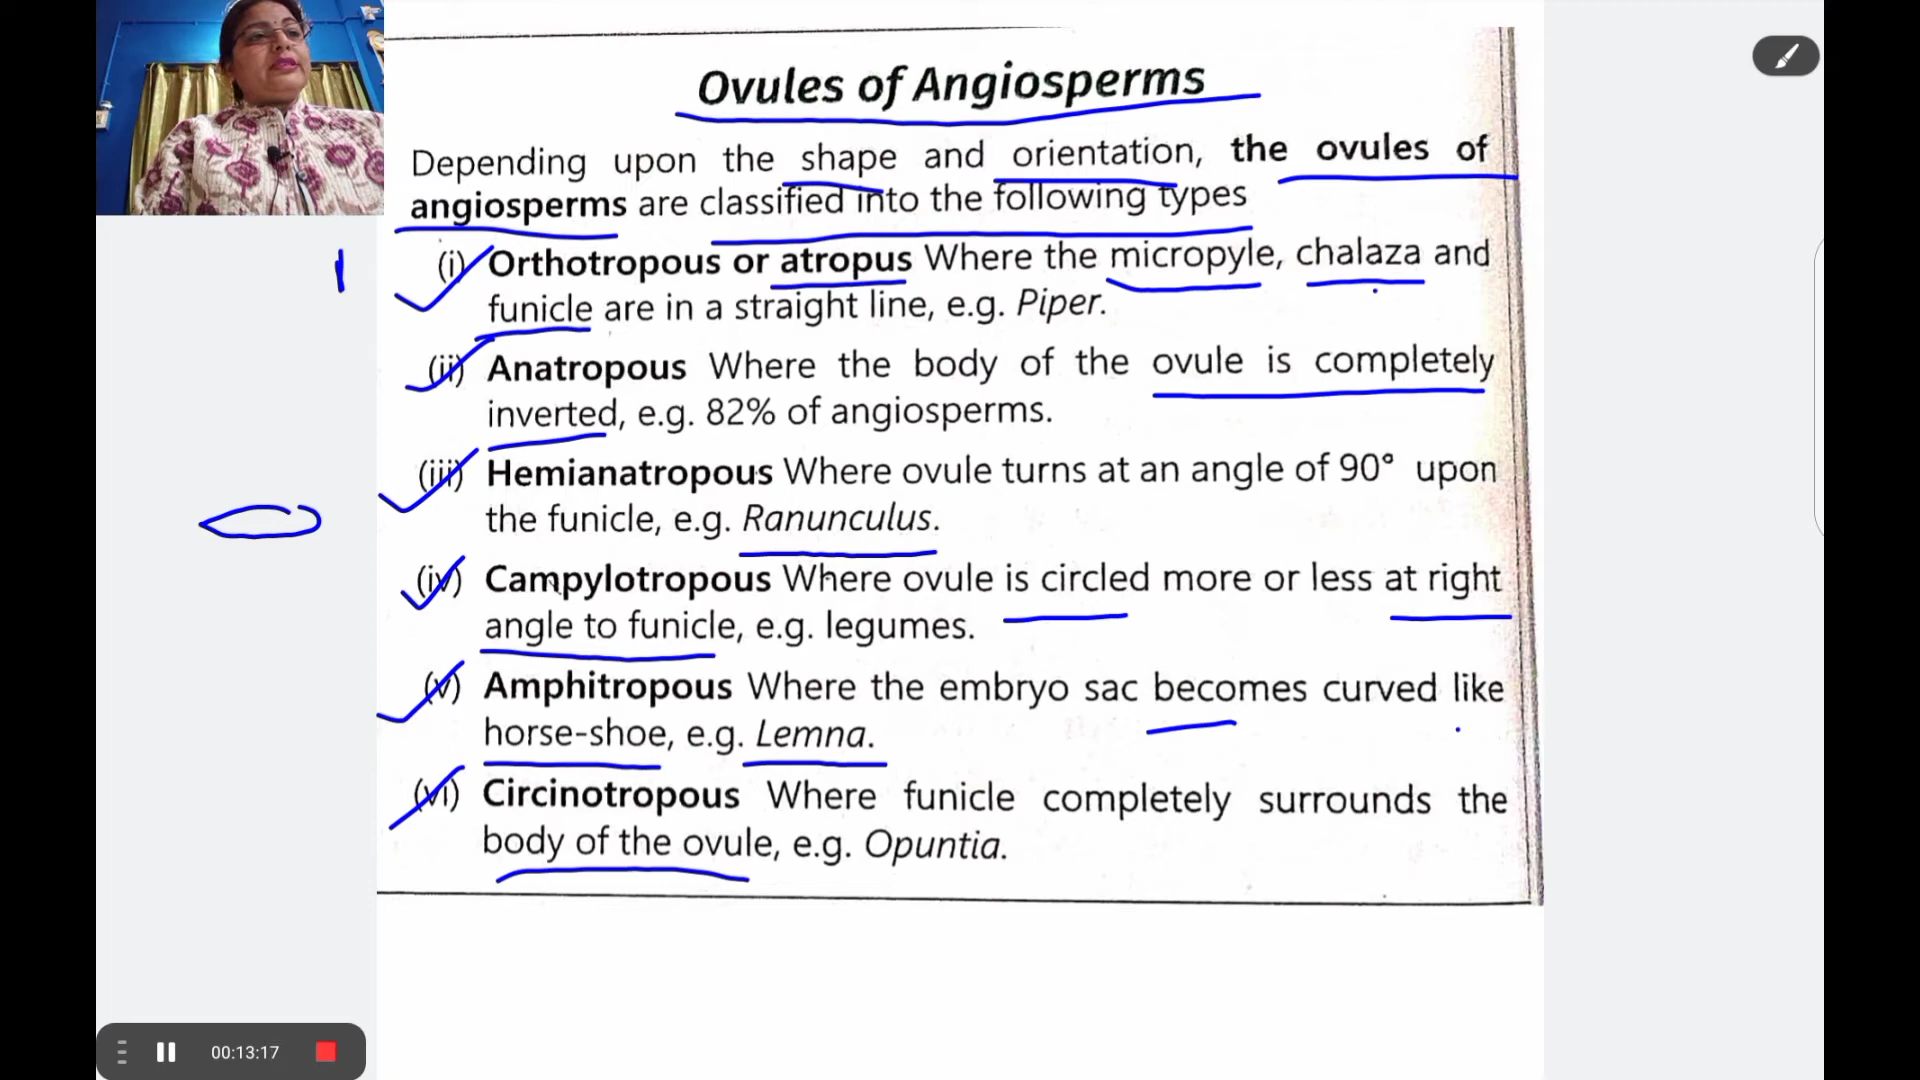 Ovules of Angiosperms
Depending upon the shape and orientation, the ovules of
angiosperms are classified into the following types
(i) Orthotropous or atropus Where the micropyle, chalaza and
funicle are in a straight line, e.g. Piper.
(ii) Anatropous Where the body of the ovule is completely
inverted, e.g. 82% of angiosperms.
(iii) Hemianatropous Where ovule turns at an angle of 90° upon
the funicle, e.g. Ranunculus.
(iv) Campylotropous Where ovule is circled more or less at right
angle to funicle, e.g. legumes.
(v) Amphitropous Where the embryo sac becomes curved like
horse-shoe, e.g. Lemna.
(vi) Circinotropous Where funicle completely surrounds the
body of the ovule, e.g. Opuntia.
00:13:17